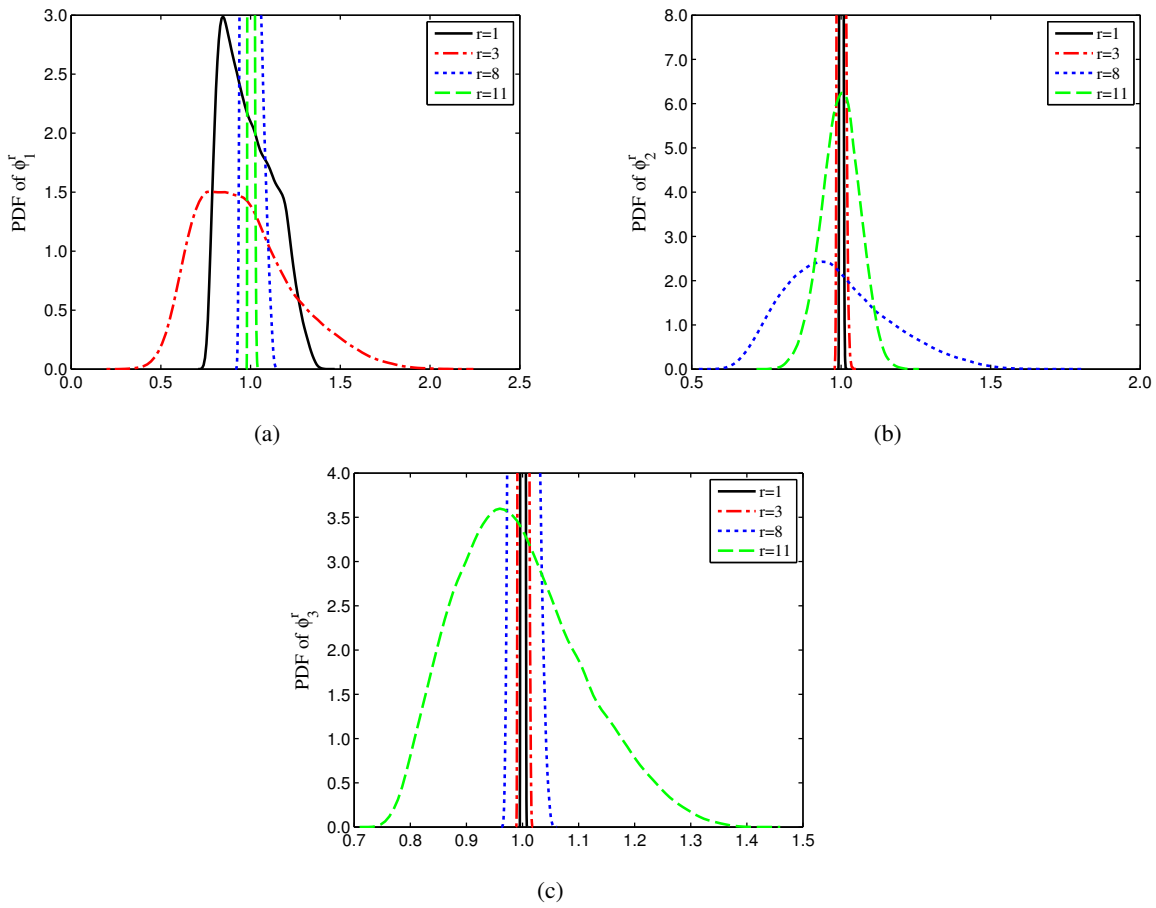 3.0
2.5
2.0
1.5
1.0
0.5
0.0
PDF of ϕ₁ʳ
0.0 0.5 1.0 1.5 2.0 2.5
r=1
r=3
r=8
r=11
(a)
8.0
7.0
6.0
5.0
4.0
3.0
2.0
1.0
0.0
PDF of ϕ₂ʳ
0.5 1.0 1.5 2.0
r=1
r=3
r=8
r=11
(b)
4.0
3.5
3.0
2.5
2.0
1.5
1.0
0.5
0.0
PDF of ϕ₃ʳ
0.7 0.8 0.9 1.0 1.1 1.2 1.3 1.4 1.5
r=1
r=3
r=8
r=11
(c)